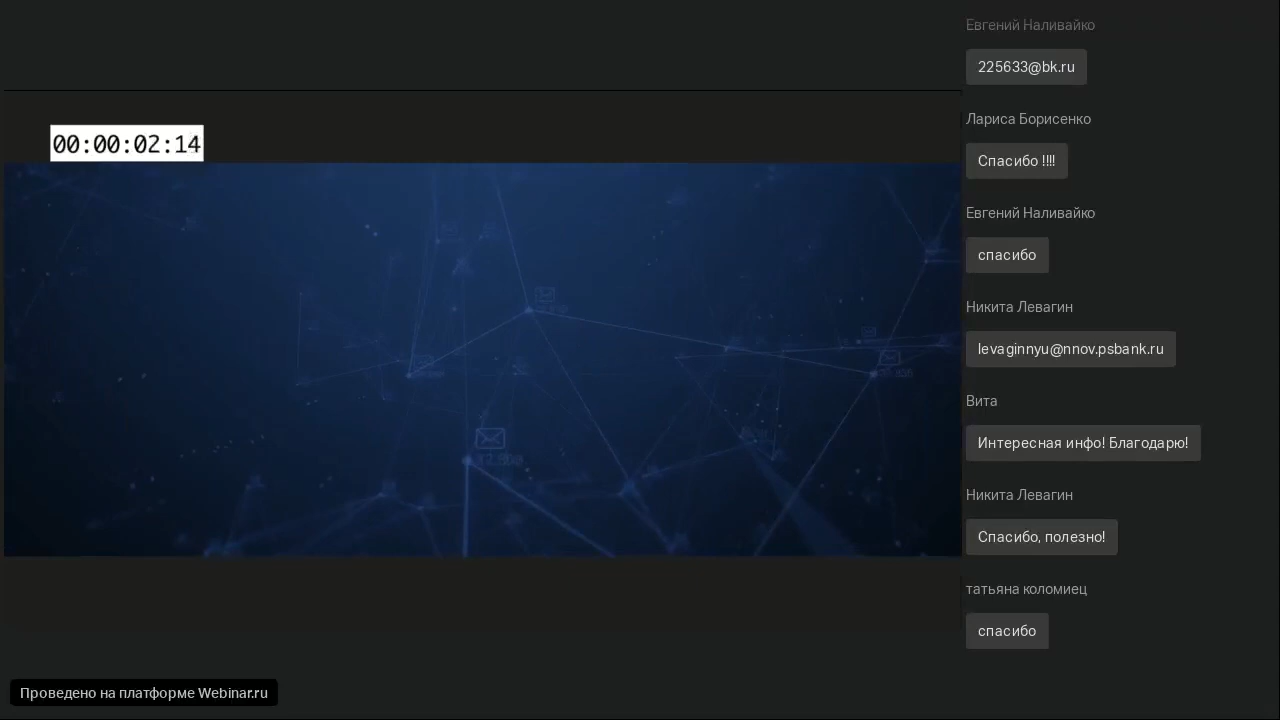 00:00:02:14
Евгений Наливайко
225633@bk.ru
Лариса Борисенко
Спасибо !!!!
Евгений Наливайко
спасибо
Никита Левагин
levaginnyu@nnov.psbank.ru
Вита
Интересная инфо! Благодарю!
Никита Левагин
Спасибо, полезно!
татьяна коломиец
спасибо
Проведено на платформе Webinar.ru